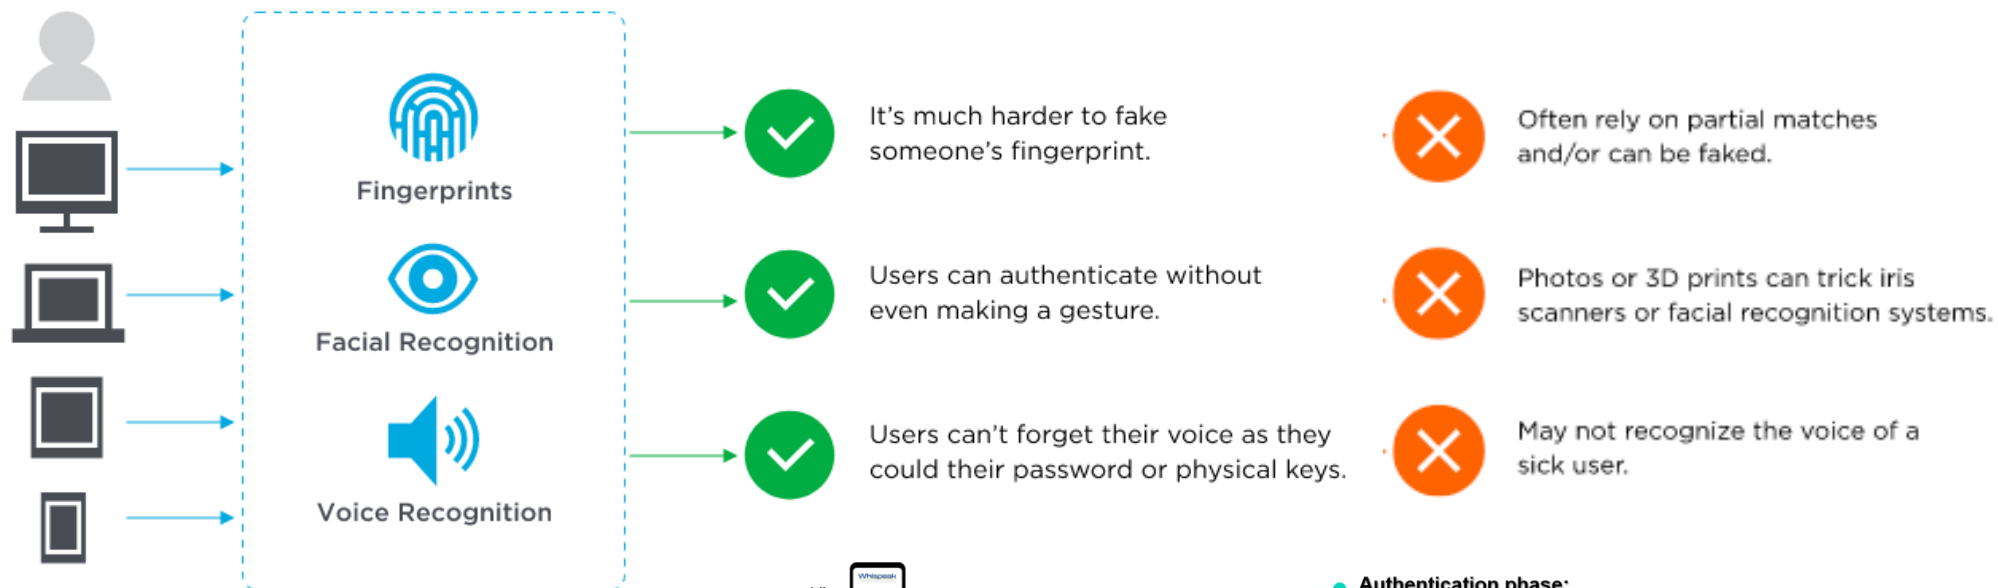 Fingerprints
It's much harder to fake
someone's fingerprint.
Often rely on partial matches
and/or can be faked.
Facial Recognition
Users can authenticate without
even making a gesture.
Photos or 3D prints can trick iris
scanners or facial recognition systems.
Voice Recognition
Users can't forget their voice as they
could their password or physical keys.
May not recognize the voice of a
sick user.
Whispeak
Authentication phase: